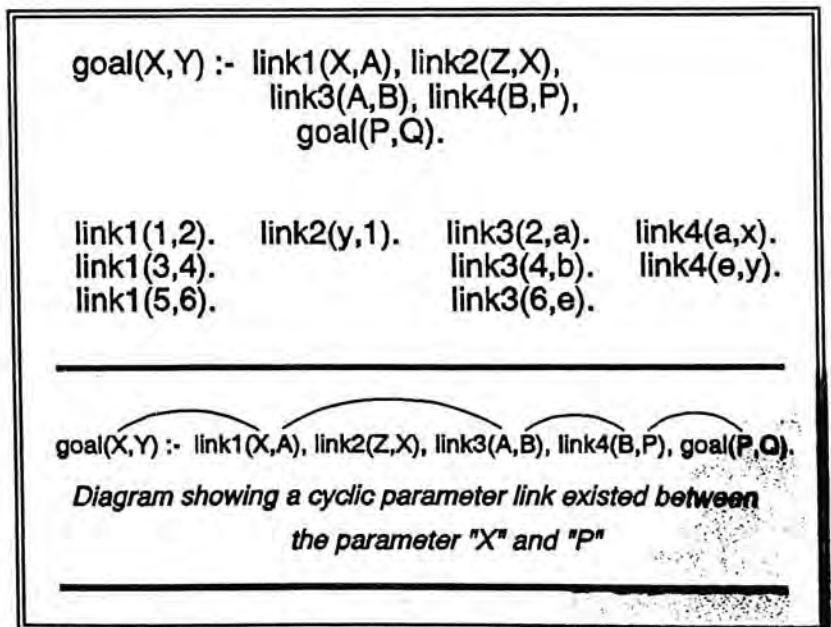 goal(X,Y) :- link1(X,A), link2(Z,X),
link3(A,B), link4(B,P),
goal(P,Q).
link1(1,2). link2(y,1). link3(2,a). link4(a,x).
link1(3,4). link3(4,b). link4(e,y).
link1(5,6). link3(6,e).
goal(X,Y) :- link1(X,A), link2(Z,X), link3(A,B), link4(B,P), goal(P,Q).
Diagram showing a cyclic parameter link existed between
the parameter "X" and "P"